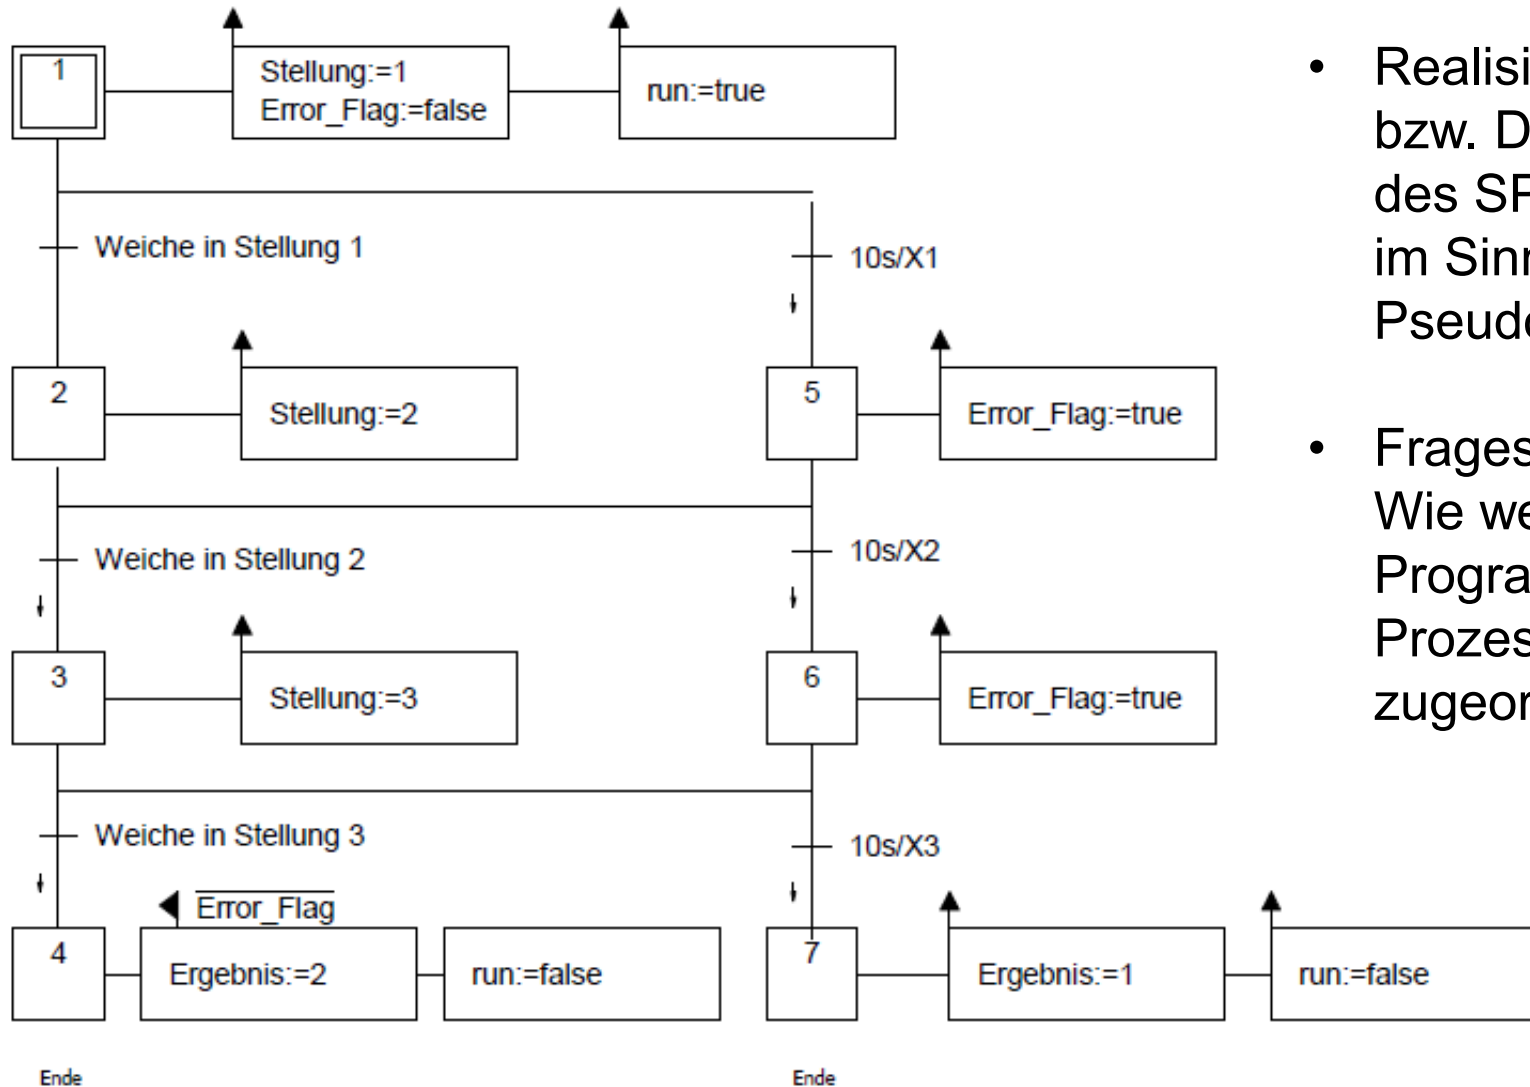 1
Stellung:=1
Error_Flag:=false
run:=true
Weiche in Stellung 1
10s/X1
2
Stellung:=2
5
Error_Flag:=true
Weiche in Stellung 2
10s/X2
3
Stellung:=3
6
Error_Flag:=true
Weiche in Stellung 3
10s/X3
Error_Flag
4
Ergebnis:=2
run:=false
7
Ergebnis:=1
run:=false
Ende
Ende
• Realisi
bzw. D
des SP
im Sinn
Pseud
• Frages
Wie we
Progra
Prozes
zugeor